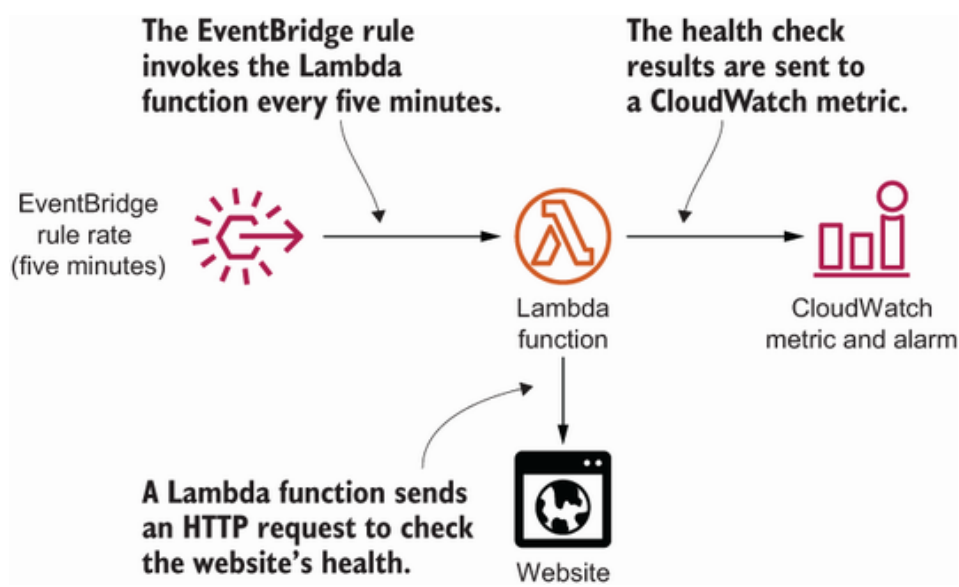 The EventBridge rule
invokes the Lambda
function every five minutes.
The health check
results are sent to
a CloudWatch metric.
EventBridge
rule rate
(five minutes)
Lambda
function
CloudWatch
metric and alarm
A Lambda function sends
an HTTP request to check
the website’s health.
Website